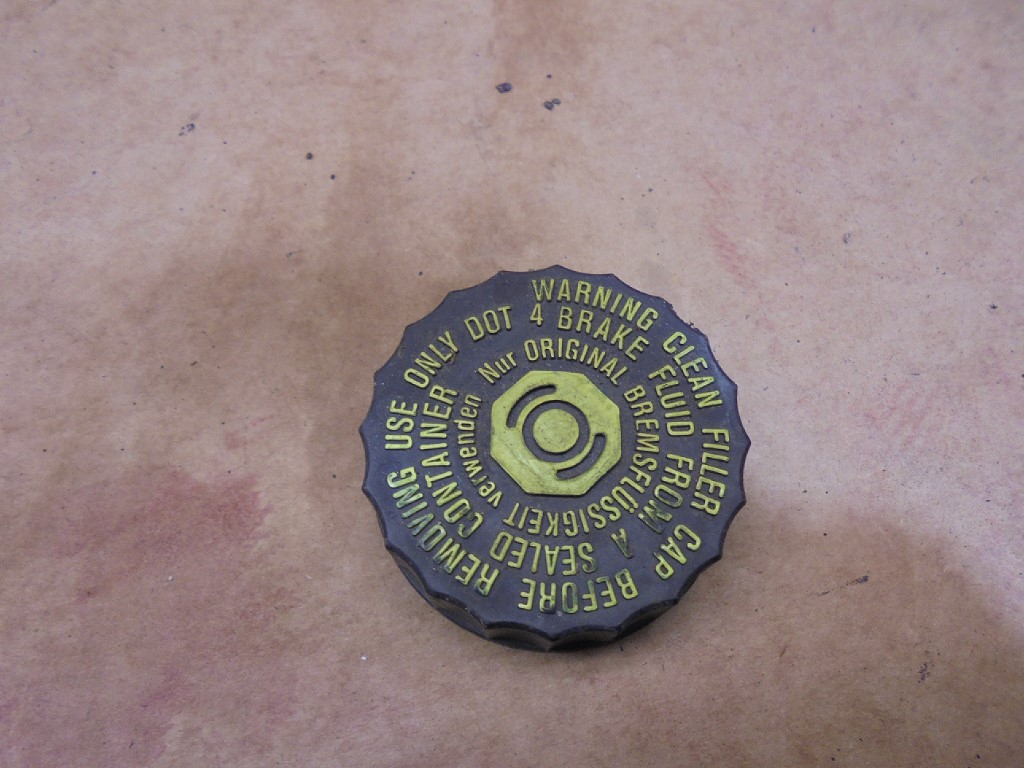 WARNING CLEAN FILLER CAP BEFORE REMOVING USE ONLY DOT 4 BRAKE FLUID FROM A SEALED CONTAINER
Nur ORIGINAL BREMSFLÜSSIGKEIT verwenden